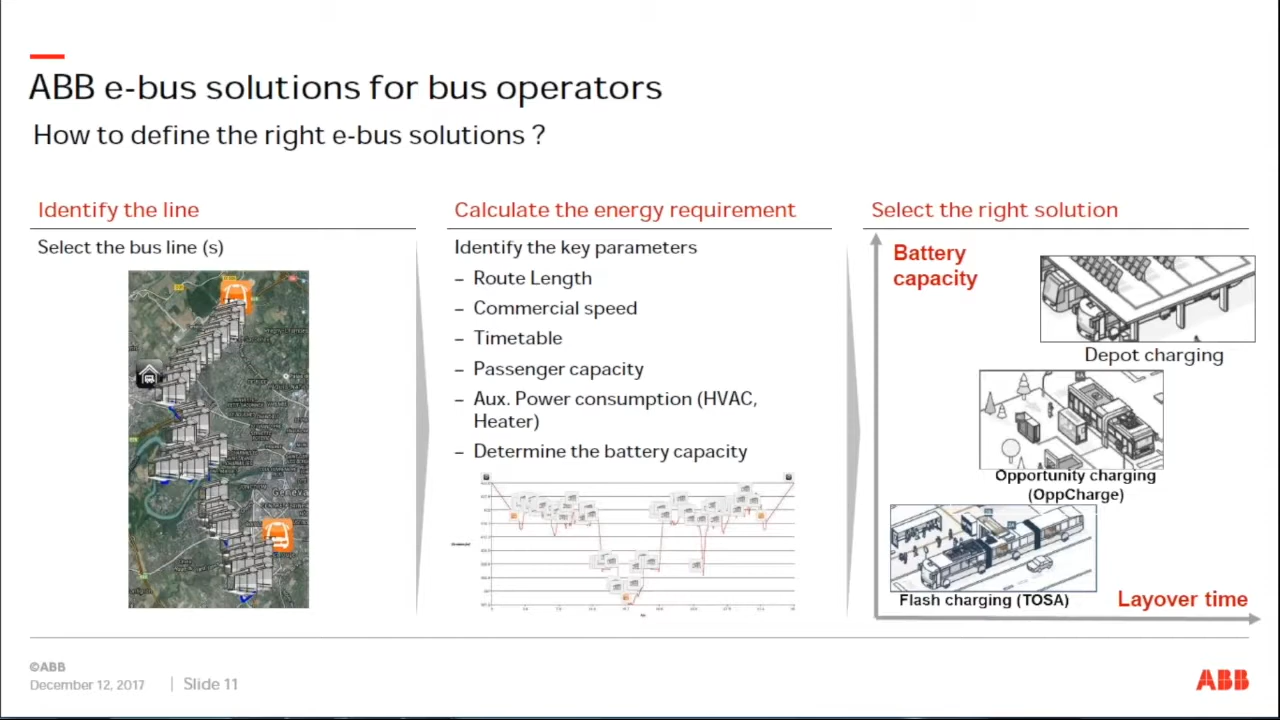 ABB e-bus solutions for bus operators
How to define the right e-bus solutions ?
Identify the line
Select the bus line (s)
Calculate the energy requirement
Identify the key parameters
– Route Length
– Commercial speed
– Timetable
– Passenger capacity
– Aux. Power consumption (HVAC,
Heater)
– Determine the battery capacity
Select the right solution
Battery
capacity
Depot charging
Opportunity charging
(OppCharge)
Flash charging (TOSA)
Layover time
©ABB
December 12, 2017
Slide 11
ABB